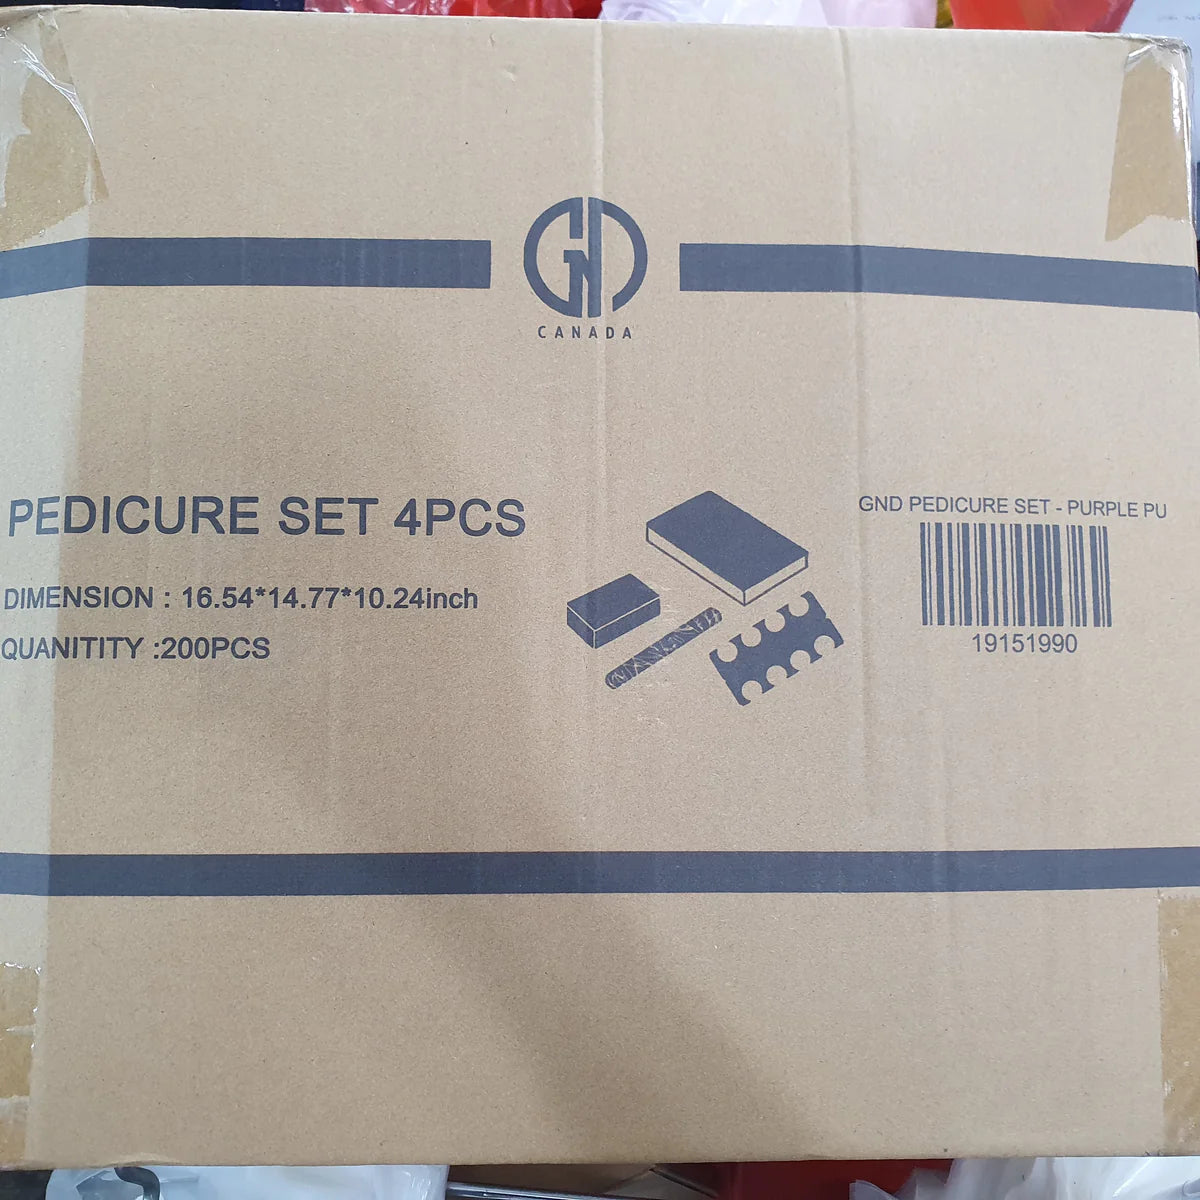 GND
CANADA
PEDICURE SET 4PCS
DIMENSION : 16.54*14.77*10.24inch
QUANITITY :200PCS
GND PEDICURE SET - PURPLE PU
19151990